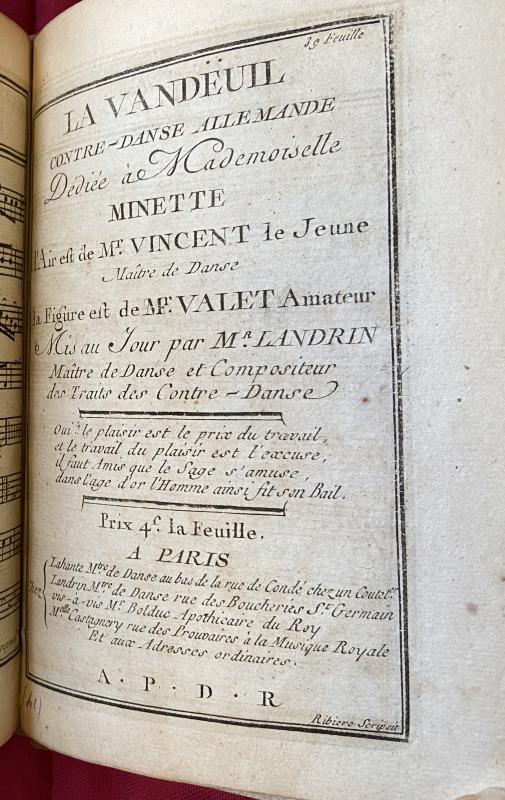 39 Feuille
LA VANDËUIL
CONTRE-DANSE ALLEMANDE
Dediée à Mademoiselle
MINETTE
l'Air est de Mr. VINCENT le Jeune
Maître de Danse
la Figure est de Mr. VALET Amateur
Mis au Jour par Mr. LANDRIN
Maître de Danse et Compositeur
des Traits des Contre-Danse
Oui! le plaisir est le prix du travail,
et le travail du plaisir est l'excuse,
il faut Amis que le Sage s'amuse,
dans l'age d'or l'Homme ainsi fit son Bail.
Prix 4s. la Feuille.
A PARIS
Chez
Lahante Mtre de Danse au bas de la rue de Condé chez un Coutelr.
Landrin Mtre de Danse rue des Boucheries St. Germain
vis-à-vis Mr. Bolduc Apothicaire du Roy
Melle Castagnery rue des Prouvaires à la Musique Royale
Et aux Adresses ordinaires.
A . P . D . R
Ribiere Scripsit
(41)